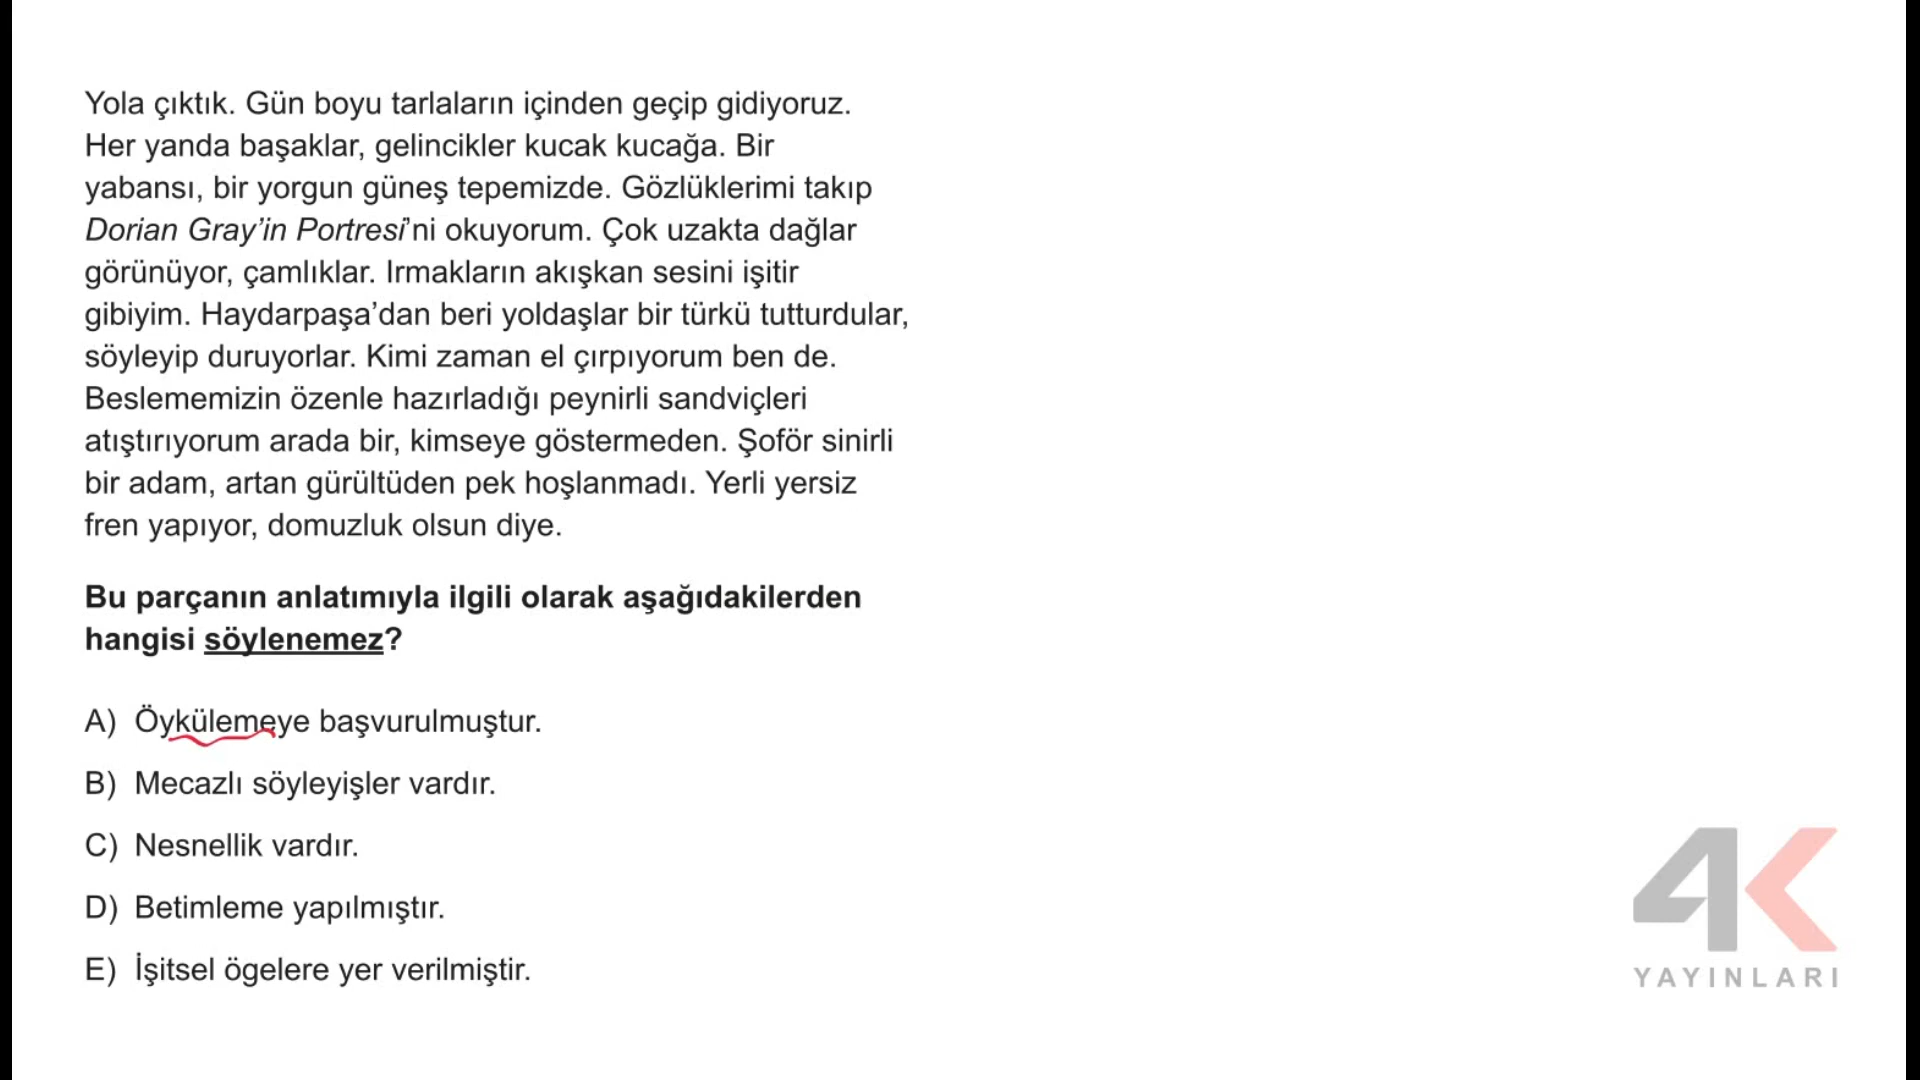 Yola çıktık. Gün boyu tarlaların içinden geçip gidiyoruz.
Her yanda başaklar, gelincikler kucak kucağa. Bir
yabansı, bir yorgun güneş tepemizde. Gözlüklerimi takıp
Dorian Gray’in Portresi’ni okuyorum. Çok uzakta dağlar
görünüyor, çamlıklar. Irmakların akışkan sesini işitir
gibiyim. Haydarpaşa’dan beri yoldaşlar bir türkü tutturdular,
söyleyip duruyorlar. Kimi zaman el çırpıyorum ben de.
Beslememizin özenle hazırladığı peynirli sandviçleri
atıştırıyorum arada bir, kimseye göstermeden. Şoför sinirli
bir adam, artan gürültüden pek hoşlanmadı. Yerli yersiz
fren yapıyor, domuzluk olsun diye.
Bu parçanın anlatımıyla ilgili olarak aşağıdakilerden
hangisi söylenemez?
A) Öykülemeye başvurulmuştur.
B) Mecazlı söyleyişler vardır.
C) Nesnellik vardır.
D) Betimleme yapılmıştır.
E) İşitsel ögelere yer verilmiştir.
4K
YAYINLARI